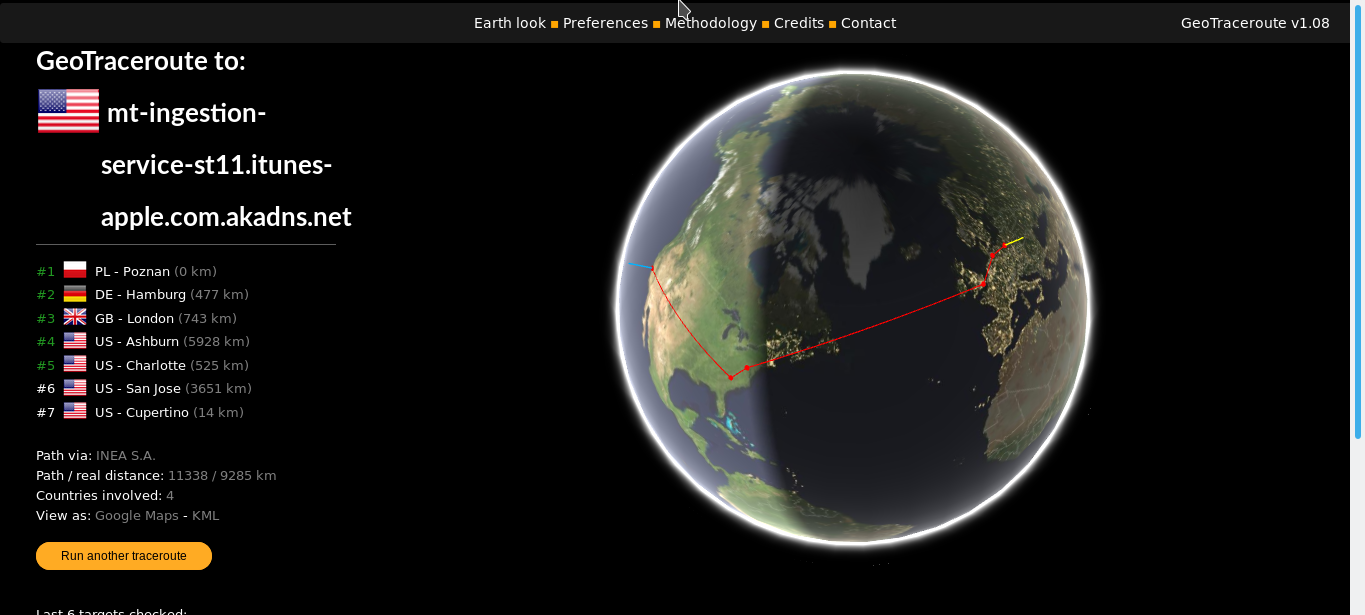 Earth look ■ Preferences ■ Methodology ■ Credits ■ Contact
GeoTraceroute v1.08
GeoTraceroute to:
mt-ingestion-
service-st11.itunes-
apple.com.akadns.net
#1 PL - Poznan (0 km)
#2 DE - Hamburg (477 km)
#3 GB - London (743 km)
#4 US - Ashburn (5928 km)
#5 US - Charlotte (525 km)
#6 US - San Jose (3651 km)
#7 US - Cupertino (14 km)
Path via: INEA S.A.
Path / real distance: 11338 / 9285 km
Countries involved: 4
View as: Google Maps - KML
Run another traceroute
Last 6 targets checked: